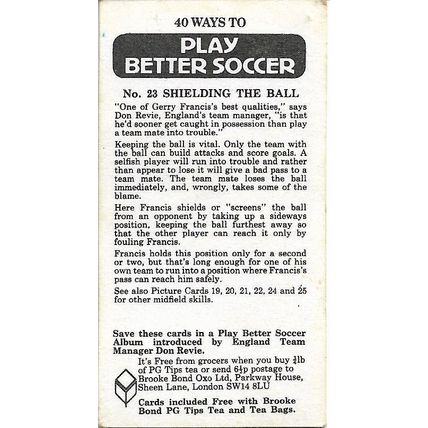 40 WAYS TO
PLAY
BETTER SOCCER
No. 23 SHIELDING THE BALL
"One of Gerry Francis's best qualities," says
Don Revie, England's team manager, "is that
he'd sooner get caught in possession than play
a team mate into trouble."
Keeping the ball is vital. Only the team with
the ball can build attacks and score goals. A
selfish player will run into trouble and rather
than appear to lose it will give a bad pass to a
team mate. The team mate loses the ball
immediately, and, wrongly, takes some of the
blame.
Here Francis shields or "screens" the ball
from an opponent by taking up a sideways
position, keeping the ball furthest away so
that the other player can reach it only by
fouling Francis.
Francis holds this position only for a second
or two, but that's long enough for one of his
own team to run into a position where Francis's
pass can reach him safely.
See also Picture Cards 19, 20, 21, 22, 24 and 25
for other midfield skills.
Save these cards in a Play Better Soccer
Album introduced by England Team
Manager Don Revie.
It's Free from grocers when you buy ¼lb
of PG Tips tea or send 6½p postage to
Brooke Bond Oxo Ltd, Parkway House,
Sheen Lane, London SW14 8LU
Cards included Free with Brooke
Bond PG Tips Tea and Tea Bags.